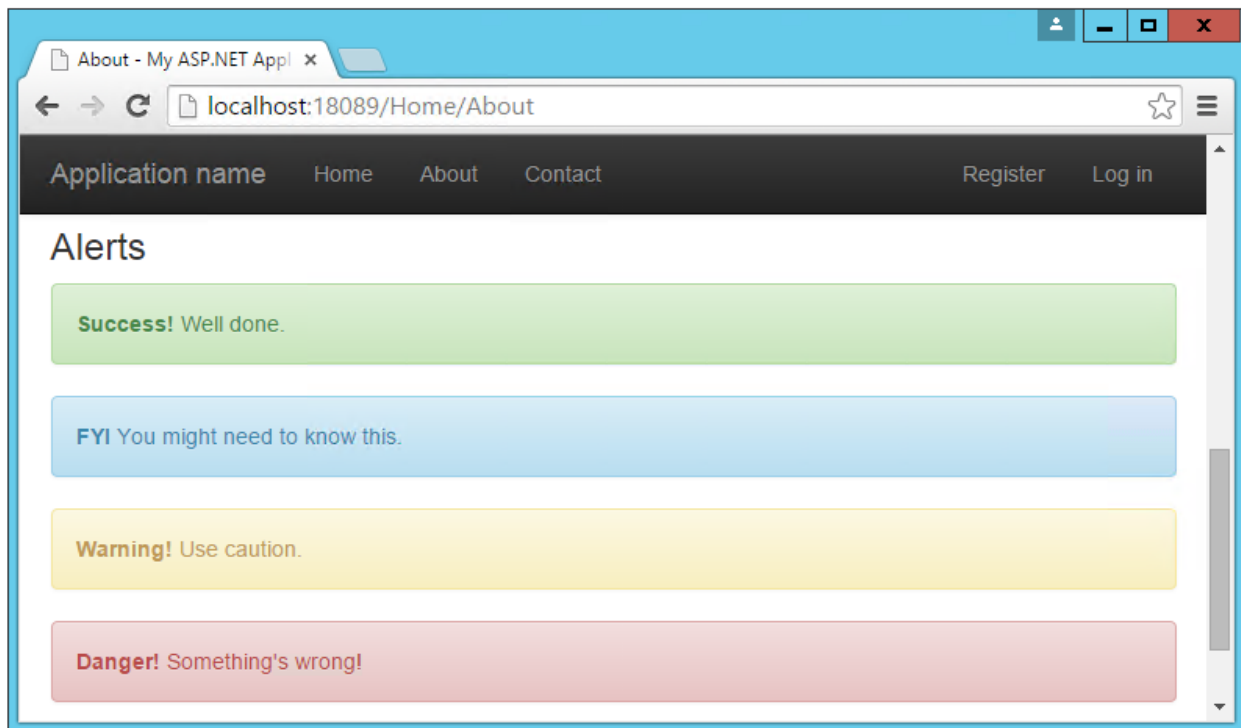 About - My ASP.NET Appl
localhost:18089/Home/About
Application name Home About Contact Register Log in
Alerts
Success! Well done.
FYI You might need to know this.
Warning! Use caution.
Danger! Something's wrong!